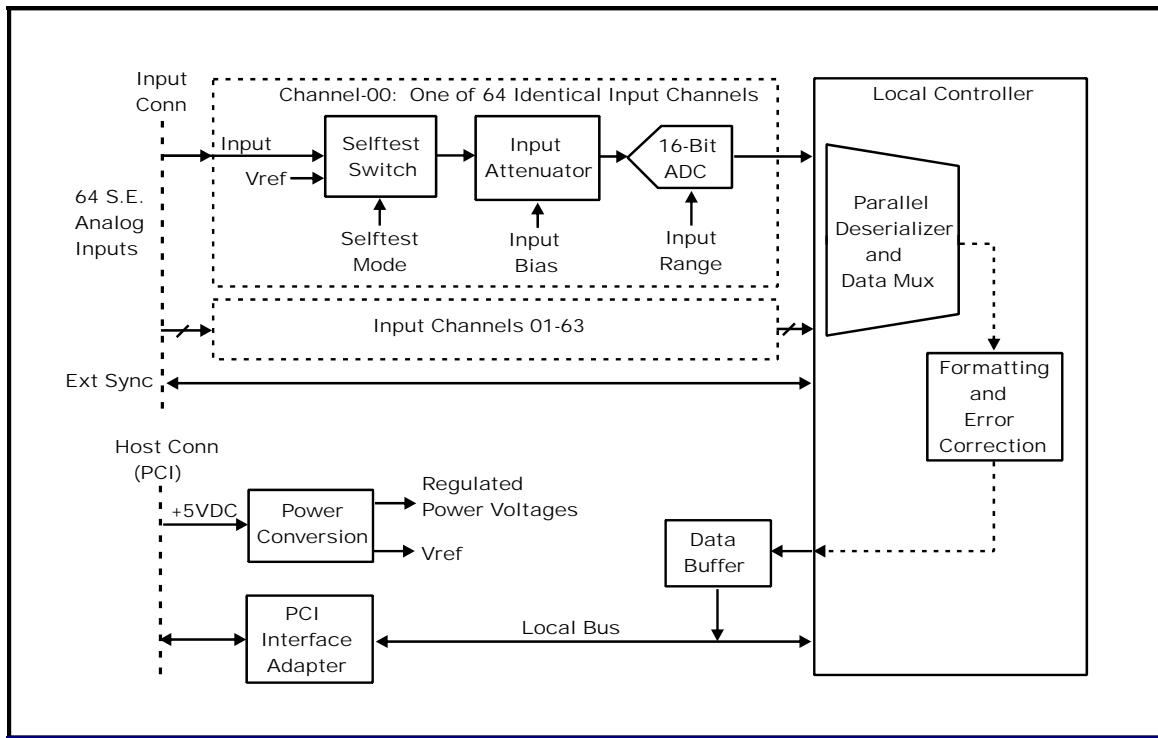 Input
Conn
Channel-00:  One of 64 Identical Input Channels
Local Controller
Input
Vref
Selftest
Switch
Input
Attenuator
16-Bit
ADC
64 S.E.
Analog
Inputs
Selftest
Mode
Input
Bias
Input
Range
Parallel
Deserializer
and
Data Mux
Input Channels 01-63
Ext Sync
Formatting
and
Error
Correction
Host Conn
(PCI)
+5VDC
Power
Conversion
Regulated
Power Voltages
Vref
Data
Buffer
PCI
Interface
Adapter
Local Bus